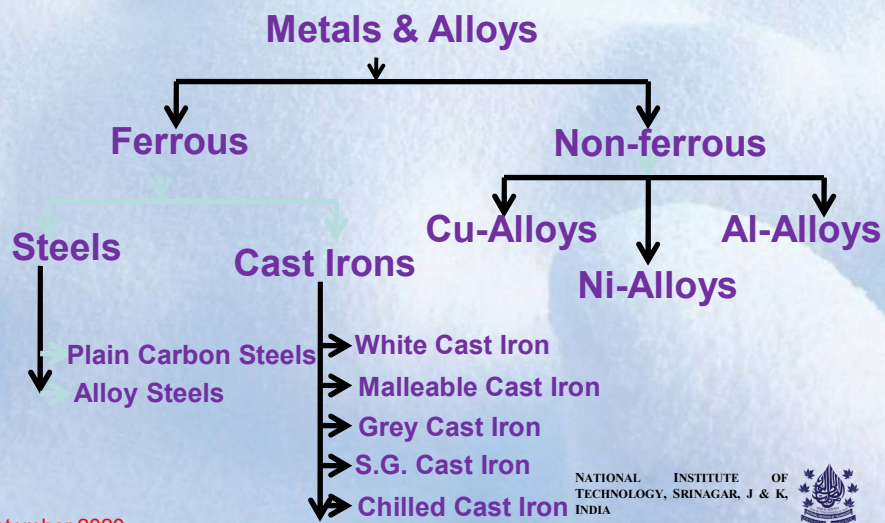 Metals & Alloys
Ferrous
Non-ferrous
Steels
Cast Irons
Cu-Alloys
Ni-Alloys
Al-Alloys
Plain Carbon Steels
Alloy Steels
White Cast Iron
Malleable Cast Iron
Grey Cast Iron
S.G. Cast Iron
Chilled Cast Iron
NATIONAL INSTITUTE OF
TECHNOLOGY, SRINAGAR, J & K,
INDIA